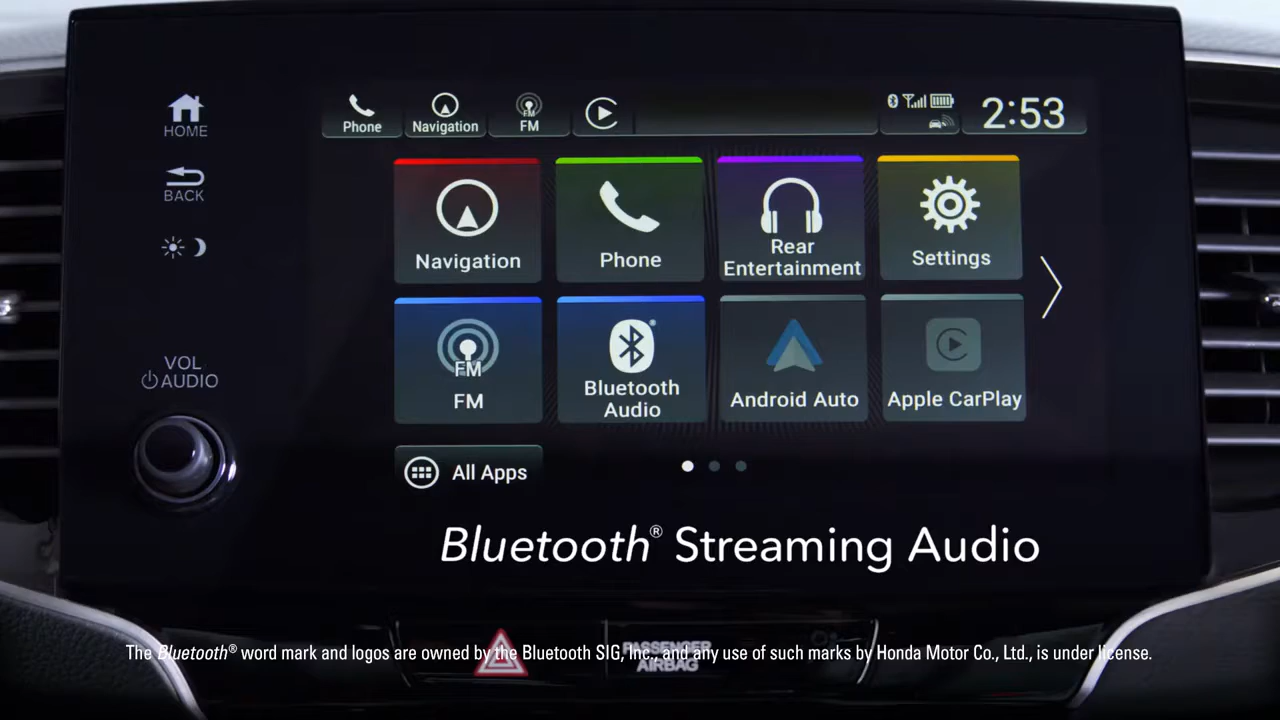 HOME
BACK
VOL
AUDIO
Phone
Navigation
FM
FM
2:53
Navigation
Phone
Rear
Entertainment
Settings
FM
FM
Bluetooth
Audio
Android Auto
Apple CarPlay
All Apps
Bluetooth® Streaming Audio
The Bluetooth® word mark and logos are owned by the Bluetooth SIG, Inc., and any use of such marks by Honda Motor Co., Ltd., is under license.
PASSENGER
AIRBAG